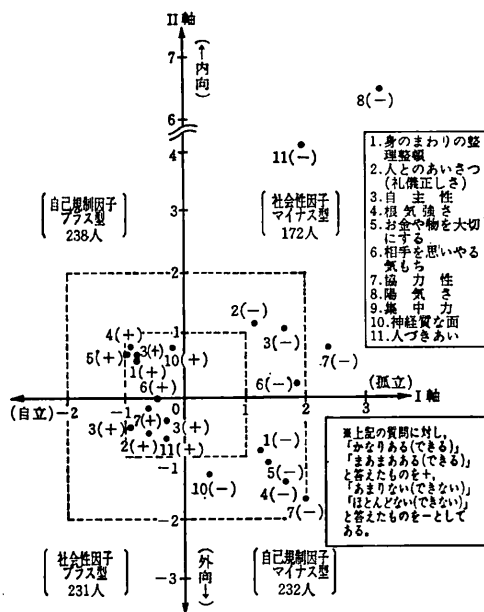 II軸
(↑内向)
7
6
8(−)
4
11(−)
自己規制因子
プラス型
238人
3
社会性因子
マイナス型
172人
1.身のまわりの整
理整頓
2.人とのあいさつ
(礼儀正しさ)
3.自主性
4.根気強さ
5.お金や物を大切
にする
6.相手を思いやる
気もち
7.協力性
8.陽気さ
9.集中力
10.神経質な面
11.人づきあい
2
2(−)
4(+)
1
3(−)
5(+)
3(+)
10(+)
7(−)
1(+)
6(+)
6(−)
(孤立)
(自立)
−2
−1
0
1
2
3
I軸
7(+)
3(+)
3(+)
2(+)
11(+)
1(−)
−1
5(−)
10(−)
4(−)
7(−)
−2
※上記の質問に対し,
「かなりある(できる)」
「まあまあある(できる)」
と答えたものを+,
「あまりない(できない)」
「ほとんどない(できない)」
と答えたものを−として
ある。
社会性因子
プラス型
231人
−3
(外向↓)
自己規制因子
マイナス型
232人